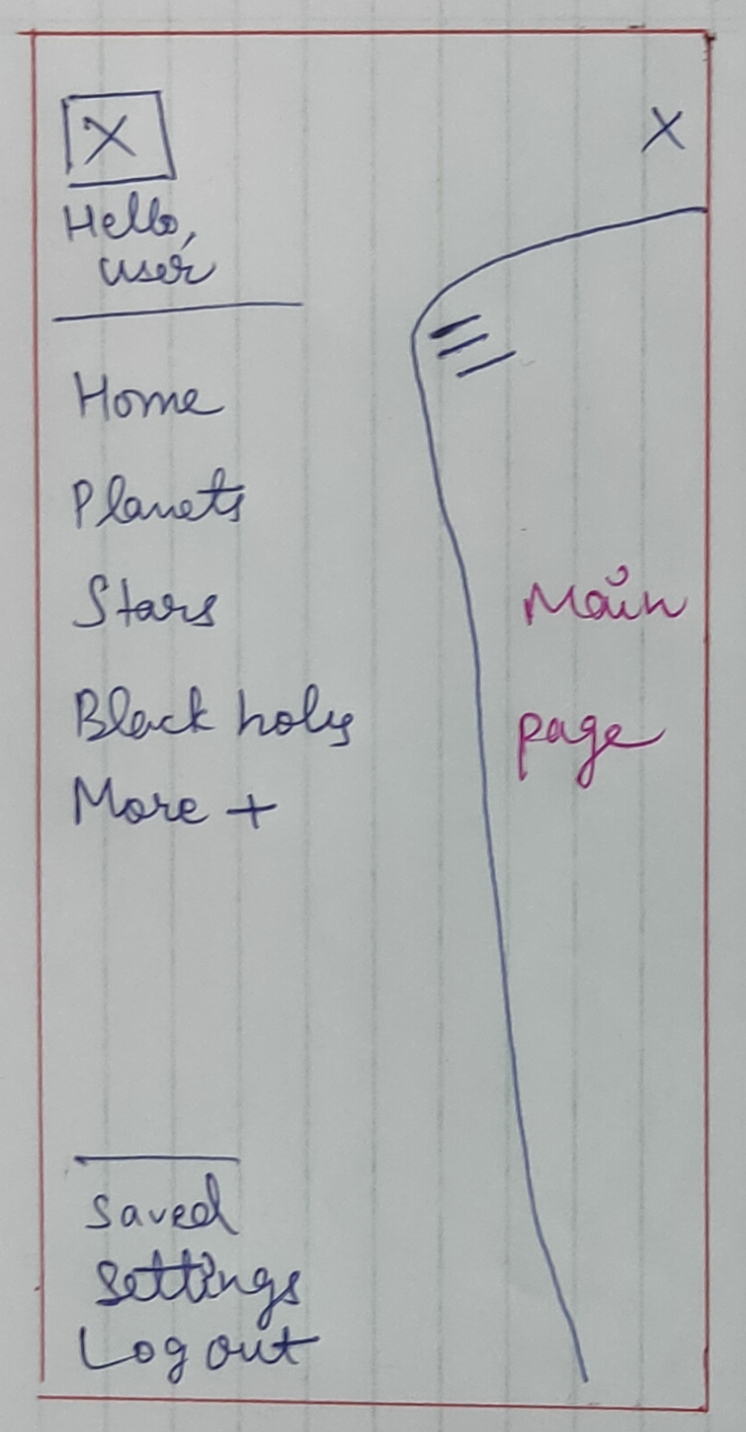 X
X
Hello,
user
Home
Planets
Stars
Black holes
More +
Main
page
Saved
Settings
Log out